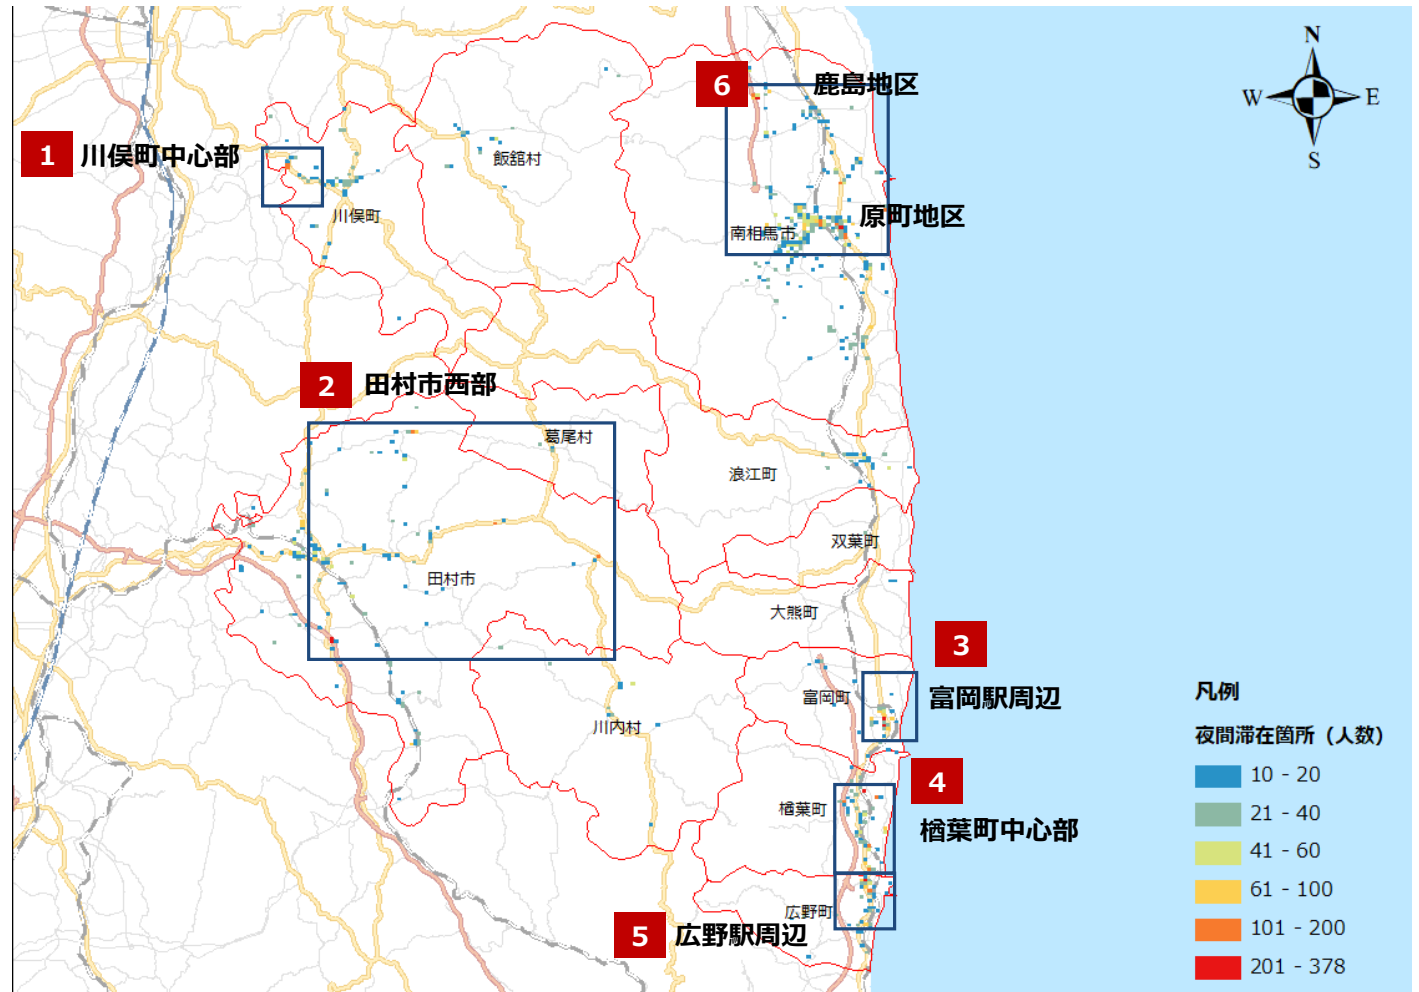 N
W
E
S
6
鹿島地区
1
川俣町中心部
飯舘村
川俣町
原町地区
南相馬市
2
田村市西部
葛尾村
浪江町
双葉町
田村市
大熊町
3
富岡町
富岡駅周辺
川内村
4
楢葉町
楢葉町中心部
広野町
5
広野駅周辺
凡例
夜間滞在箇所（人数）
10 - 20
21 - 40
41 - 60
61 - 100
101 - 200
201 - 378